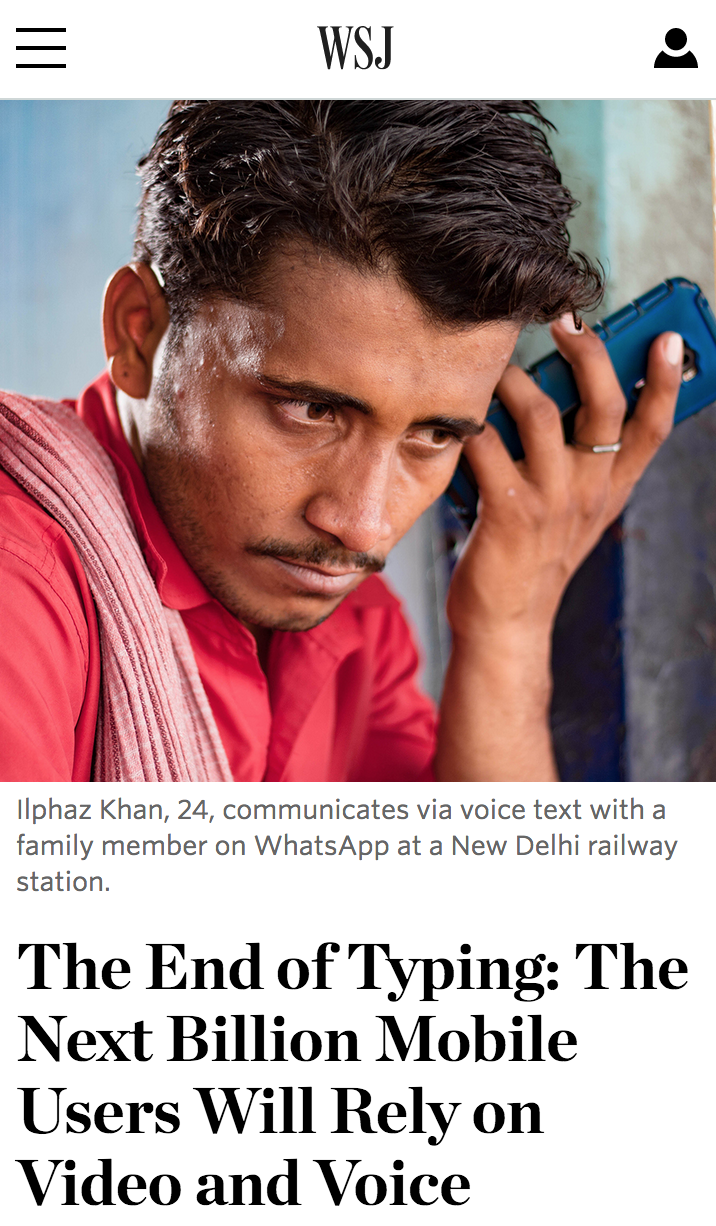 WSJ
Ilphaz Khan, 24, communicates via voice text with a
family member on WhatsApp at a New Delhi railway
station.
The End of Typing: The
Next Billion Mobile
Users Will Rely on
Video and Voice